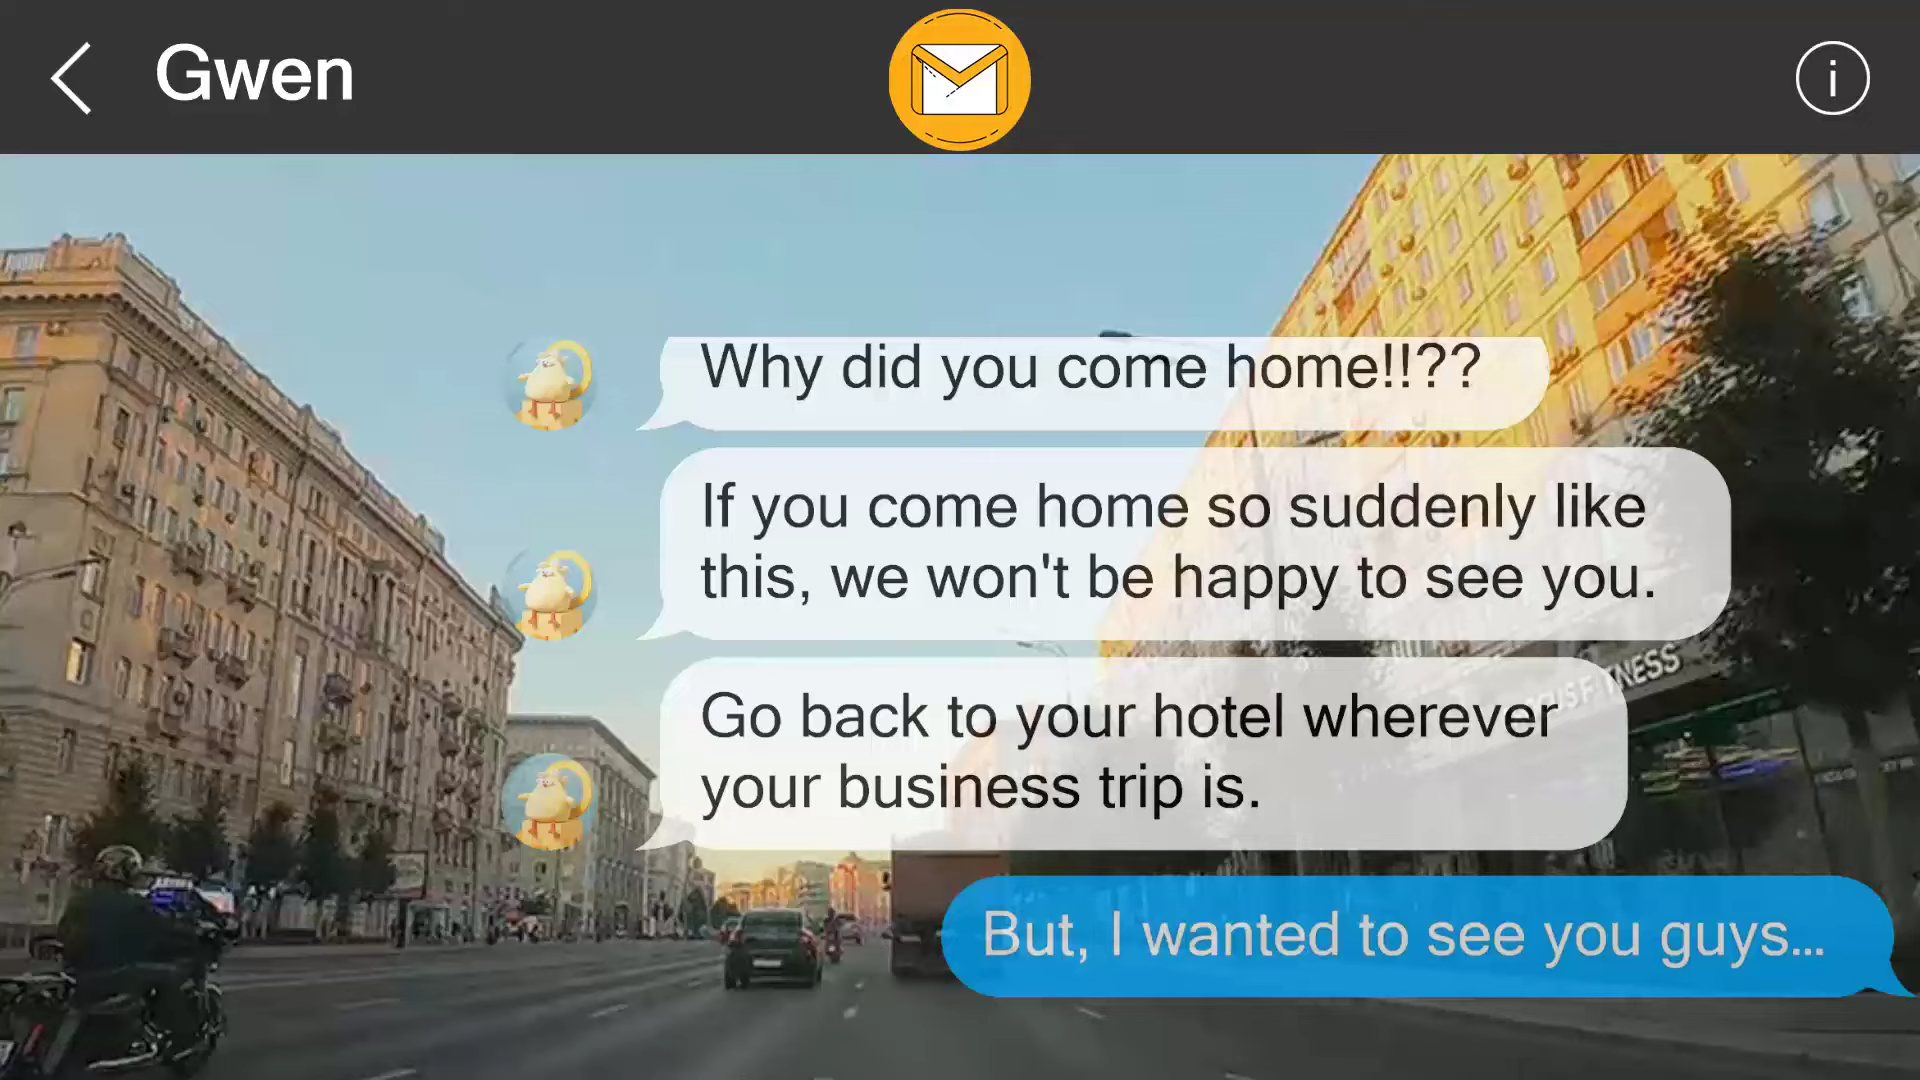 Gwen
i
Why did you come home!!??
If you come home so suddenly like
this, we won't be happy to see you.
Go back to your hotel wherever
your business trip is.
But, I wanted to see you guys...